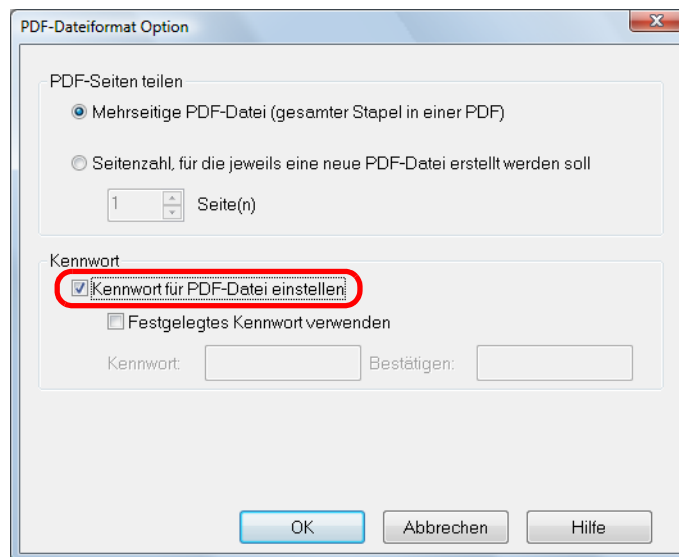 PDF-Dateiformat Option
PDF-Seiten teilen
Mehrseitige PDF-Datei (gesamter Stapel in einer PDF)
Seitenzahl, für die jeweils eine neue PDF-Datei erstellt werden soll
1 Seite(n)
Kennwort
Kennwort für PDF-Datei einstellen
Festgelegtes Kennwort verwenden
Kennwort: Bestätigen:
OK Abbrechen Hilfe